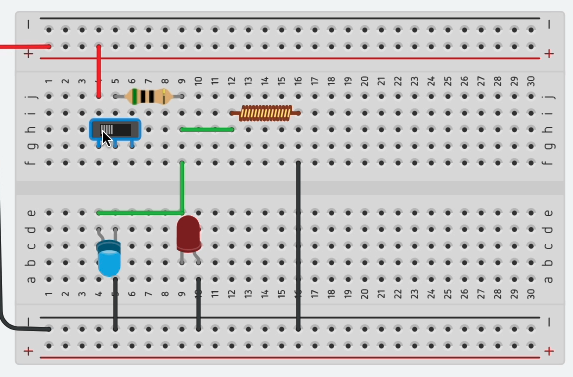 − −
+ +
1 2 3 4 5 6 7 8 9 10 11 12 13 14 15 16 17 18 19 20 21 22 23 24 25 26 27 28 29 30
j j
i i
h h
g g
f f
e e
d d
c c
b b
a a
1 2 3 4 5 6 7 8 9 10 11 12 13 14 15 16 17 18 19 20 21 22 23 24 25 26 27 28 29 30
− −
+ +